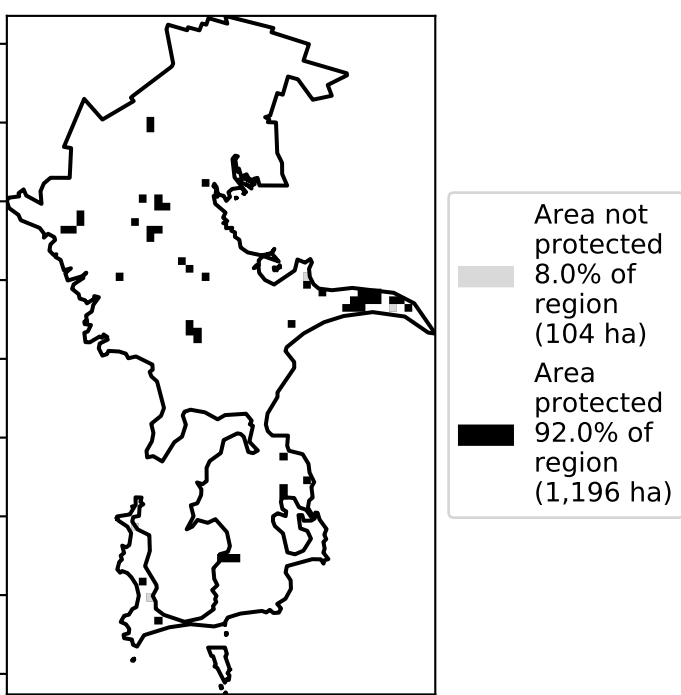 Area not
protected
8.0% of
region
(104 ha)
Area
protected
92.0% of
region
(1,196 ha)